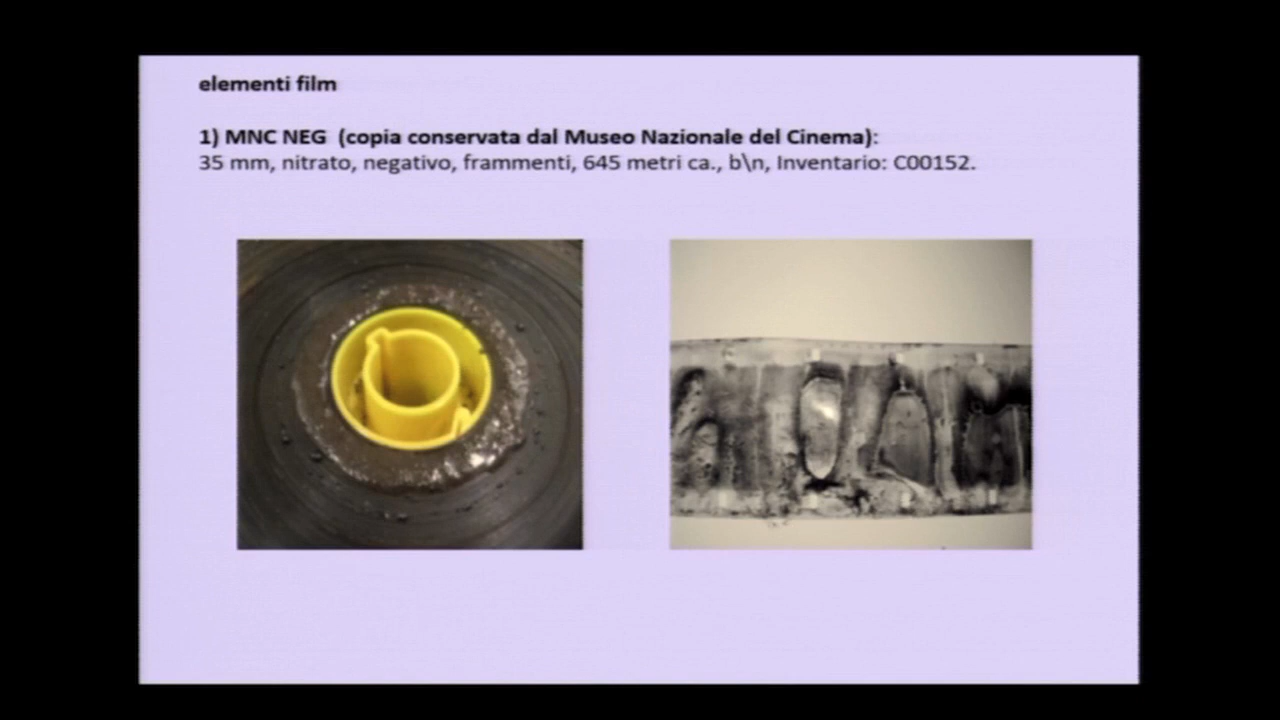 elementi film
1) MNC NEG (copia conservata dal Museo Nazionale del Cinema):
35 mm, nitrato, negativo, frammenti, 645 metri ca., b\n, Inventario: C00152.